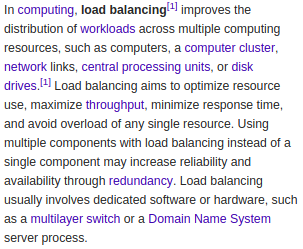 In computing, load balancing[1] improves the
distribution of workloads across multiple computing
resources, such as computers, a computer cluster,
network links, central processing units, or disk
drives.[1] Load balancing aims to optimize resource
use, maximize throughput, minimize response time,
and avoid overload of any single resource. Using
multiple components with load balancing instead of a
single component may increase reliability and
availability through redundancy. Load balancing
usually involves dedicated software or hardware, such
as a multilayer switch or a Domain Name System
server process.